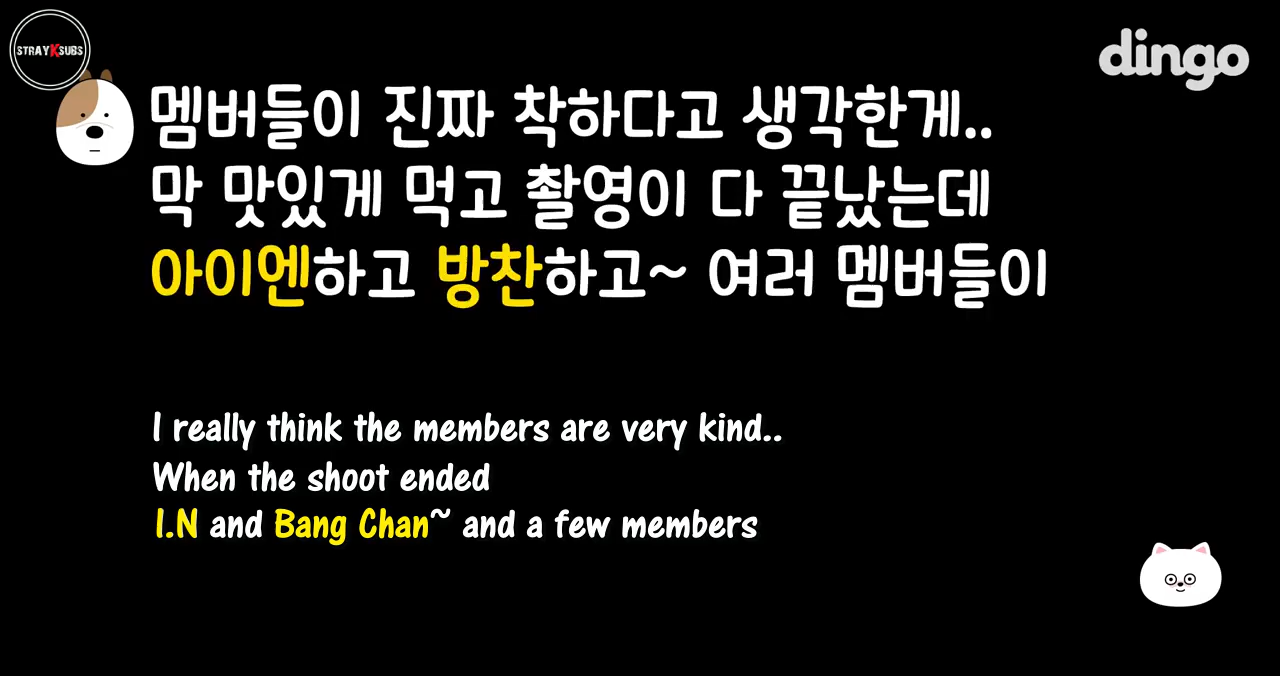 STRAYKSUBS
dingo
멤버들이 진짜 착하다고 생각한게..
막 맛있게 먹고 촬영이 다 끝났는데
아이엔하고 방찬하고~ 여러 멤버들이
I really think the members are very kind..
When the shoot ended
I.N and Bang Chan~ and a few members